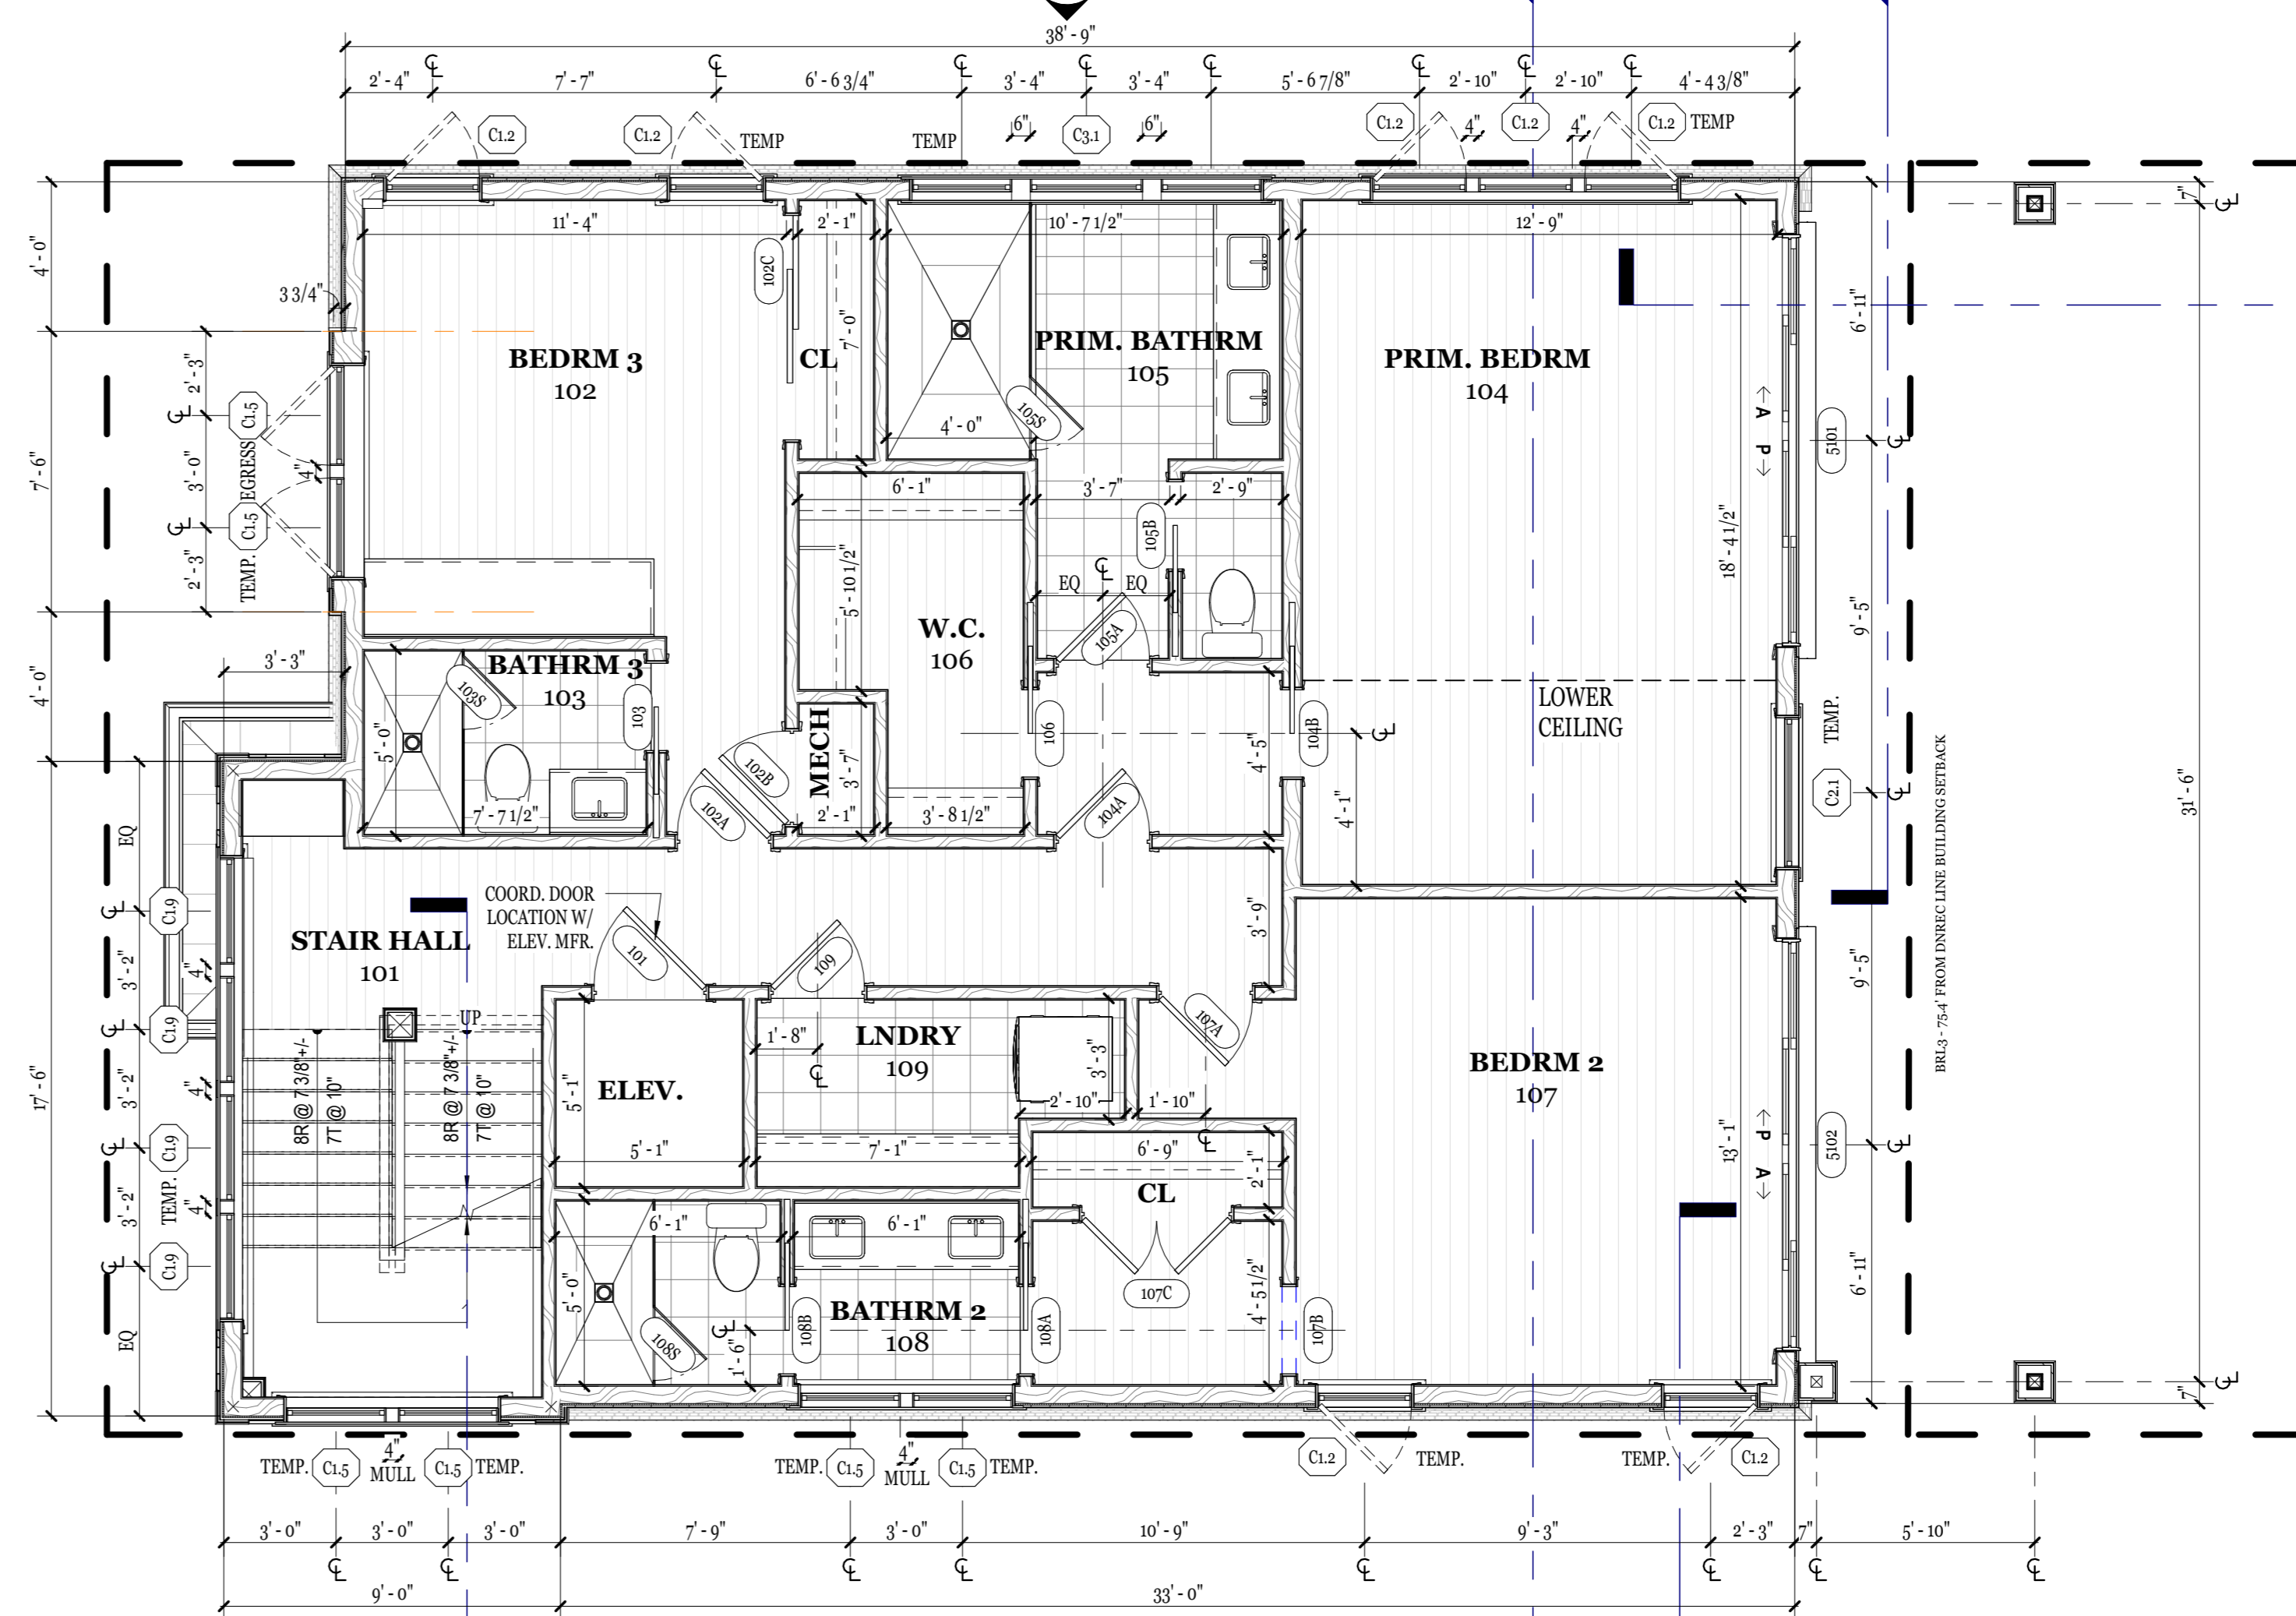 38' - 9"
2' - 4"
7' - 7"
6' - 6 3/4"
3' - 4"
3' - 4"
5' - 6 7/8"
2' - 10"
2' - 10"
4' - 4 3/8"
C1.2
C1.2
TEMP
TEMP
6"
C3.1
6"
C1.2
4"
C1.2
4"
C1.2
TEMP
7"
11' - 4"
2' - 1"
10' - 7 1/2"
12' - 9"
4' - 0"
3 3/4"
102C
7' - 0"
6' - 11"
BEDRM 3
102
CL
PRIM. BATHRM
105
PRIM. BEDRM
104
2' - 3"
C1.5
EGRESS
4"
3' - 0"
7' - 6"
C1.5
2' - 3"
TEMP.
105S
4' - 0"
A P
5101
6' - 1"
3' - 7"
2' - 9"
105B
18' - 4 1/2"
5' - 10 1/2"
EQ
EQ
105A
9' - 5"
W.C.
106
3' - 3"
4' - 0"
BATHRM 3
103
103S
103
5' - 0"
7' - 7 1/2"
102A
102B
MECH
3' - 7"
2' - 1"
3' - 8 1/2"
106
104A
4' - 5"
104B
LOWER
CEILING
4' - 1"
TEMP.
C2.1
BRL3 - 75.4' FROM DNREC LINE BUILDING SETBACK
31' - 6"
EQ
COORD. DOOR
LOCATION W/
ELEV. MFR.
C1.9
STAIR HALL
101
101
109
3' - 9"
3' - 2"
4"
C1.9
9' - 5"
UP
107A
8R @ 7 3/8"+/-
7T @ 10"
8R @ 7 3/8"+/-
7T @ 10"
1' - 8"
LNDRY
109
3' - 3"
5' - 1"
ELEV.
2' - 10"
1' - 10"
BEDRM 2
107
17' - 6"
3' - 2"
4"
C1.9
5' - 1"
7' - 1"
6' - 9"
2' - 1"
CL
13' - 1"
P A
5102
TEMP.
3' - 2"
4"
C1.9
6' - 1"
6' - 1"
5' - 0"
108S
1' - 6"
108B
BATHRM 2
108
108A
107C
4' - 5 1/2"
107B
6' - 11"
EQ
7"
TEMP.
C1.5
4"
MULL
C1.5
TEMP.
TEMP.
C1.5
4"
MULL
C1.5
TEMP.
C1.2
TEMP.
TEMP.
C1.2
3' - 0"
3' - 0"
3' - 0"
7' - 9"
3' - 0"
10' - 9"
9' - 3"
2' - 3"
7"
5' - 10"
9' - 0"
33' - 0"